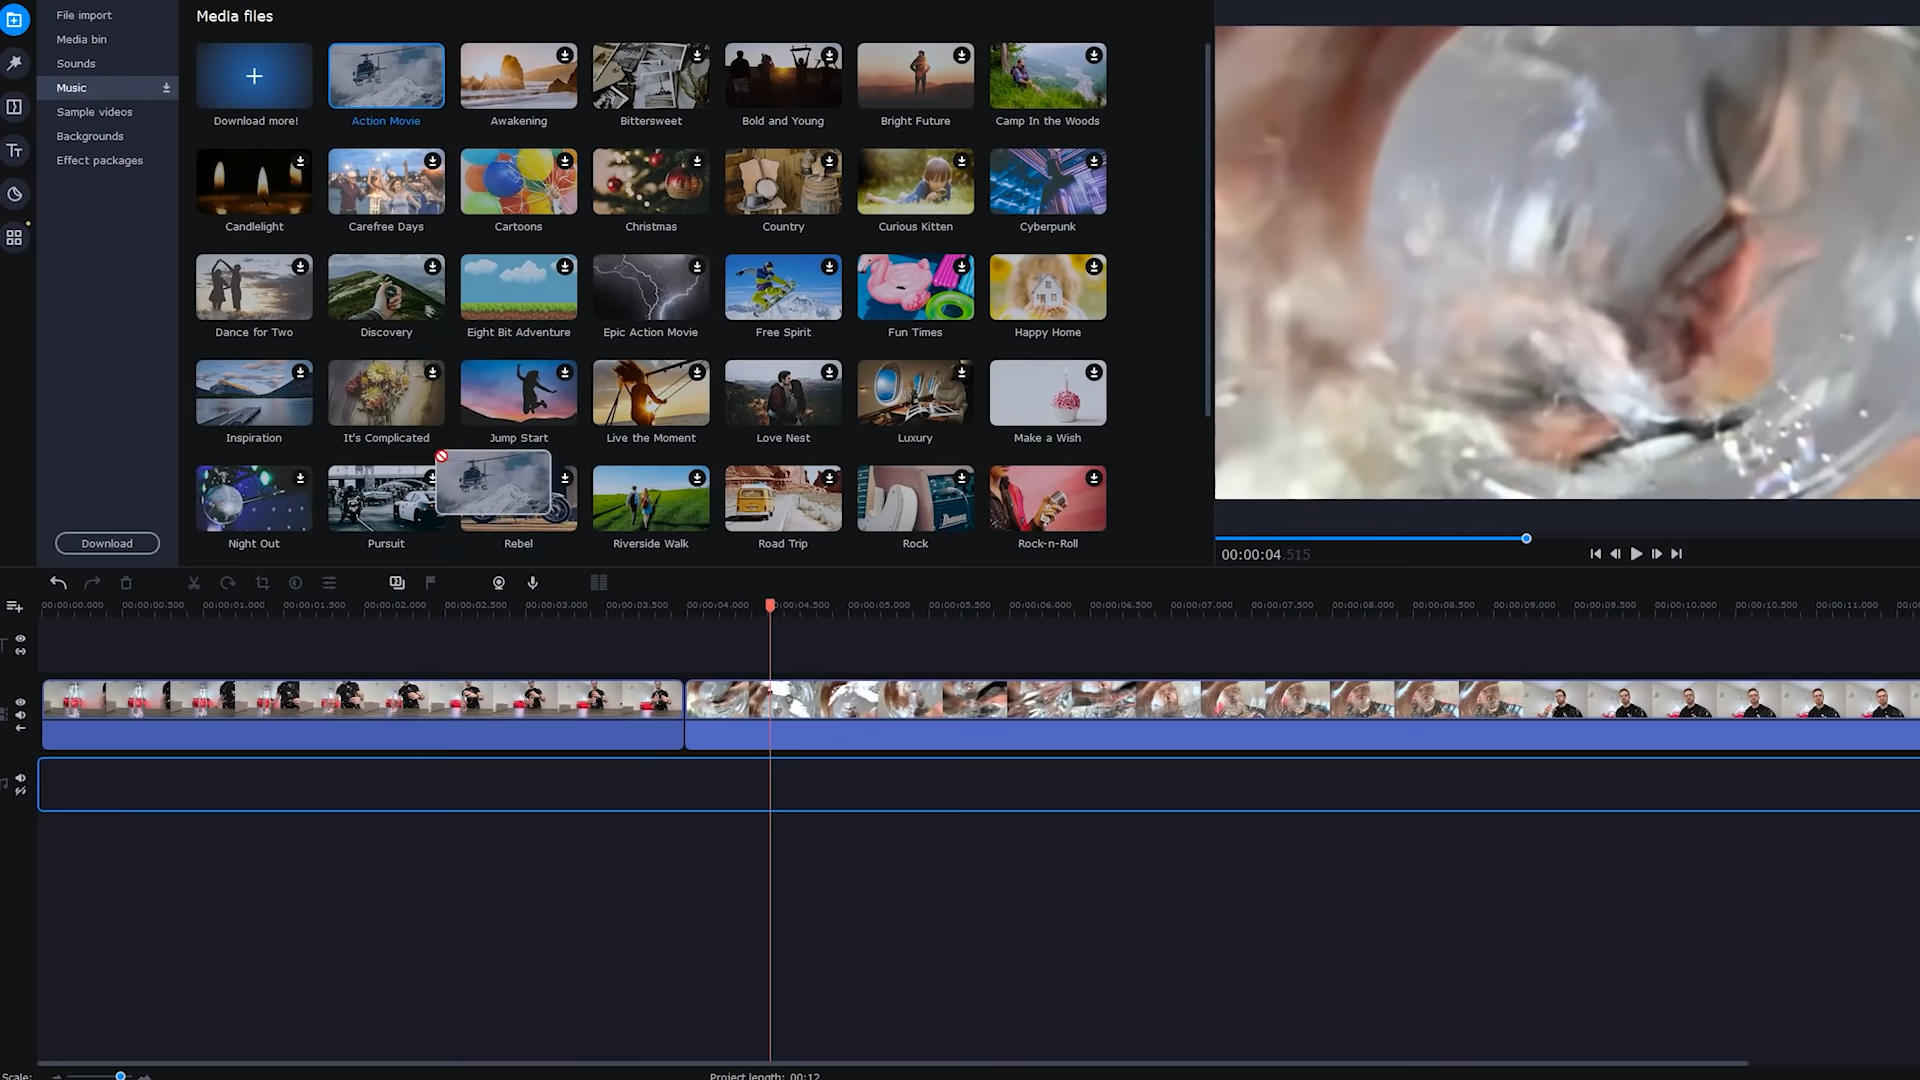 File import
Media bin
Sounds
Music
Sample videos
Backgrounds
Effect packages
Download
Media files
Download more!
Action Movie
Awakening
Bittersweet
Bold and Young
Bright Future
Camp In the Woods
Candlelight
Carefree Days
Cartoons
Christmas
Country
Curious Kitten
Cyberpunk
Dance for Two
Discovery
Eight Bit Adventure
Epic Action Movie
Free Spirit
Fun Times
Happy Home
Inspiration
It's Complicated
Jump Start
Live the Moment
Love Nest
Luxury
Make a Wish
Night Out
Pursuit
Rebel
Riverside Walk
Road Trip
Rock
Rock-n-Roll
00:00:04.515
00:00:00.000 00:00:00.500 00:00:01.000 00:00:01.500 00:00:02.000 00:00:02.500 00:00:03.000 00:00:03.500 00:00:04.000 00:00:04.500 00:00:05.000 00:00:05.500 00:00:06.000 00:00:06.500 00:00:07.000 00:00:07.500 00:00:08.000 00:00:08.500 00:00:09.000 00:00:09.500 00:00:10.000 00:00:10.500 00:00:11.000
Scale:
Project length: 00:12